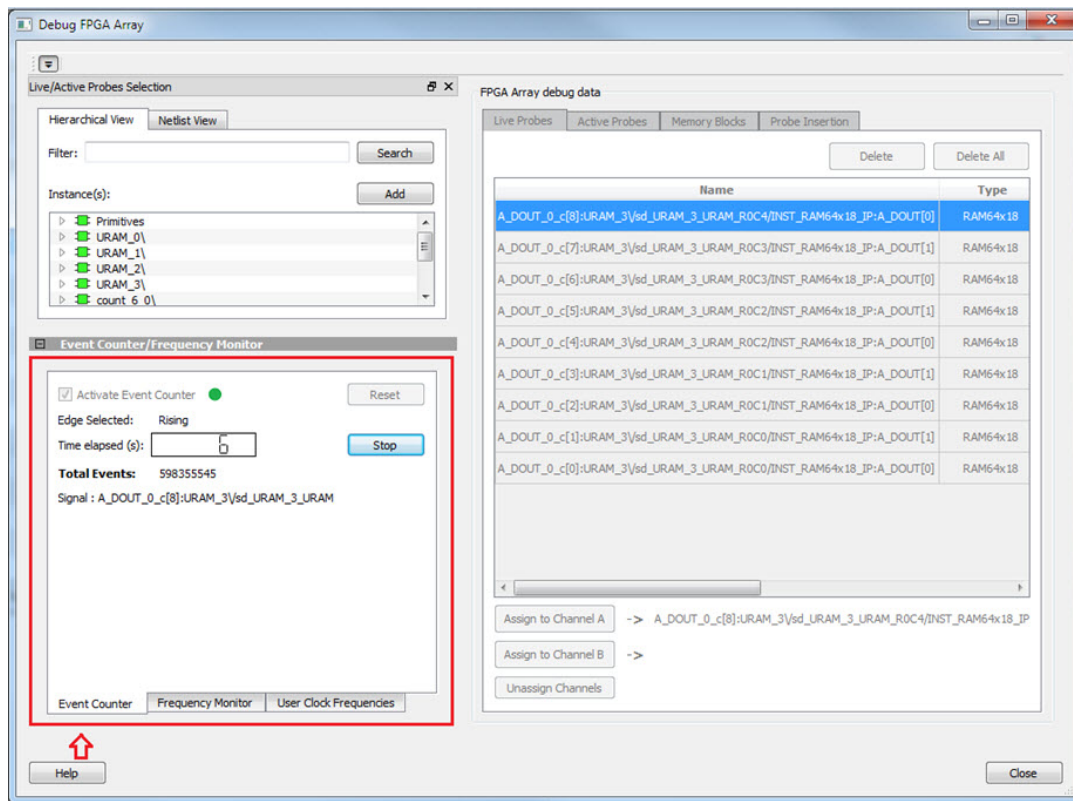 Debug FPGA Array
Live/Active Probes Selection
Hierarchical View
Netlist View
Filter:
Search
Instance(s):
Add
Primitives
URAM_0\
URAM_1\
URAM_2\
URAM_3\
count_6_0\
Event Counter/Frequency Monitor
Activate Event Counter
Reset
Edge Selected: Rising
Time elapsed (s): 6
Stop
Total Events: 598355545
Signal : A_DOUT_0_c[8]:URAM_3\/sd_URAM_3_URAM
Event Counter
Frequency Monitor
User Clock Frequencies
Help
FPGA Array debug data
Live Probes
Active Probes
Memory Blocks
Probe Insertion
Delete
Delete All
Name Type
A_DOUT_0_c[8]:URAM_3\/sd_URAM_3_URAM_R0C4/INST_RAM64x18_IP:A_DOUT[0] RAM64x18
A_DOUT_0_c[7]:URAM_3\/sd_URAM_3_URAM_R0C3/INST_RAM64x18_IP:A_DOUT[1] RAM64x18
A_DOUT_0_c[6]:URAM_3\/sd_URAM_3_URAM_R0C3/INST_RAM64x18_IP:A_DOUT[0] RAM64x18
A_DOUT_0_c[5]:URAM_3\/sd_URAM_3_URAM_R0C2/INST_RAM64x18_IP:A_DOUT[1] RAM64x18
A_DOUT_0_c[4]:URAM_3\/sd_URAM_3_URAM_R0C2/INST_RAM64x18_IP:A_DOUT[0] RAM64x18
A_DOUT_0_c[3]:URAM_3\/sd_URAM_3_URAM_R0C1/INST_RAM64x18_IP:A_DOUT[1] RAM64x18
A_DOUT_0_c[2]:URAM_3\/sd_URAM_3_URAM_R0C1/INST_RAM64x18_IP:A_DOUT[0] RAM64x18
A_DOUT_0_c[1]:URAM_3\/sd_URAM_3_URAM_R0C0/INST_RAM64x18_IP:A_DOUT[1] RAM64x18
A_DOUT_0_c[0]:URAM_3\/sd_URAM_3_URAM_R0C0/INST_RAM64x18_IP:A_DOUT[0] RAM64x18
Assign to Channel A -> A_DOUT_0_c[8]:URAM_3\/sd_URAM_3_URAM_R0C4/INST_RAM64x18_IP
Assign to Channel B ->
Unassign Channels
Close